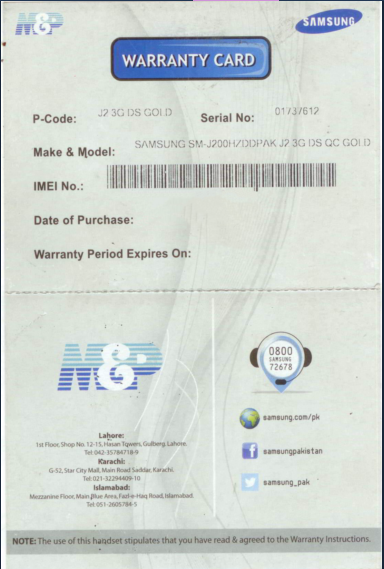 M&P
SAMSUNG
WARRANTY CARD
P-Code: J2 3G DS GOLD Serial No: 01737612
Make & Model: SAMSUNG SM-J200HZDDPAK J2 3G DS QC GOLD
IMEI No.:
Date of Purchase:
Warranty Period Expires On:
M&P
0800
SAMSUNG
72678
samsung.com/pk
samsungpakistan
samsung_pak
Lahore:
1st Floor, Shop No. 12-15, Hasan Towers, Gulberg, Lahore.
Tel: 042-35784718-9
Karachi:
G-52, Star City Mall, Main Road Saddar, Karachi.
Tel: 021-32294409-10
Islamabad:
Mezzanine Floor, Main Blue Area, Fazl-e-Haq Road, Islamabad.
Tel: 051-2605784-5
NOTE: The use of this handset stipulates that you have read & agreed to the Warranty Instructions.